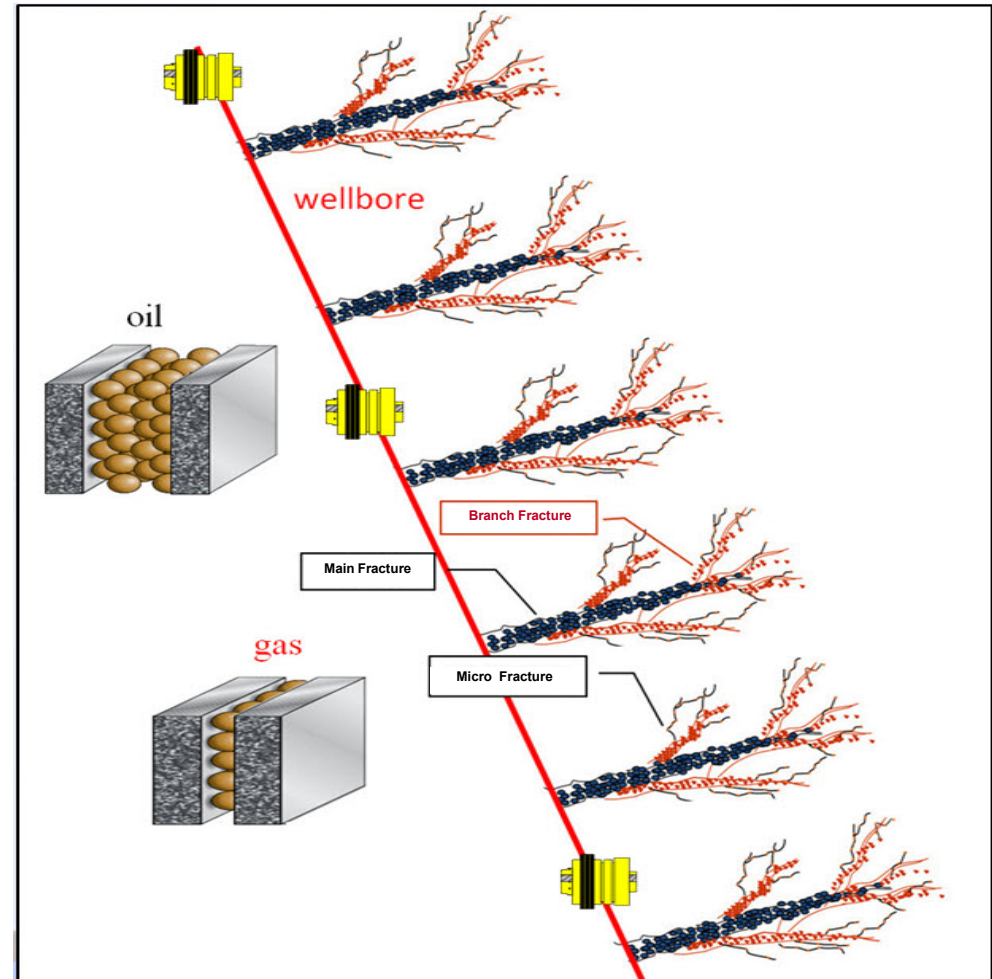 wellbore
oil
Branch Fracture
Main Fracture
gas
Micro Fracture